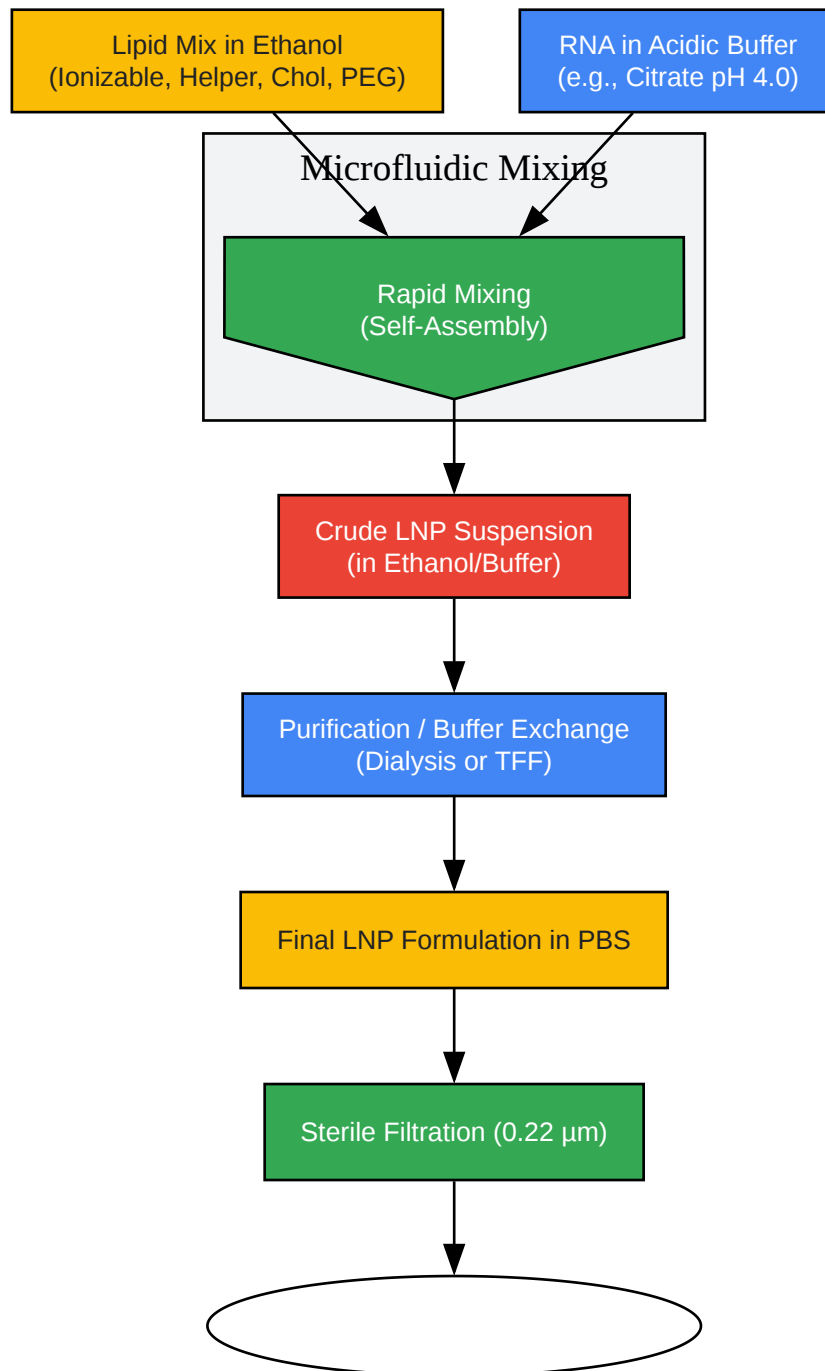 Lipid Mix in Ethanol
(Ionizable, Helper, Chol, PEG)
RNA in Acidic Buffer
(e.g., Citrate pH 4.0)
Microfluidic Mixing
Rapid Mixing
(Self-Assembly)
Crude LNP Suspension
(in Ethanol/Buffer)
Purification / Buffer Exchange
(Dialysis or TFF)
Final LNP Formulation in PBS
Sterile Filtration (0.22 µm)